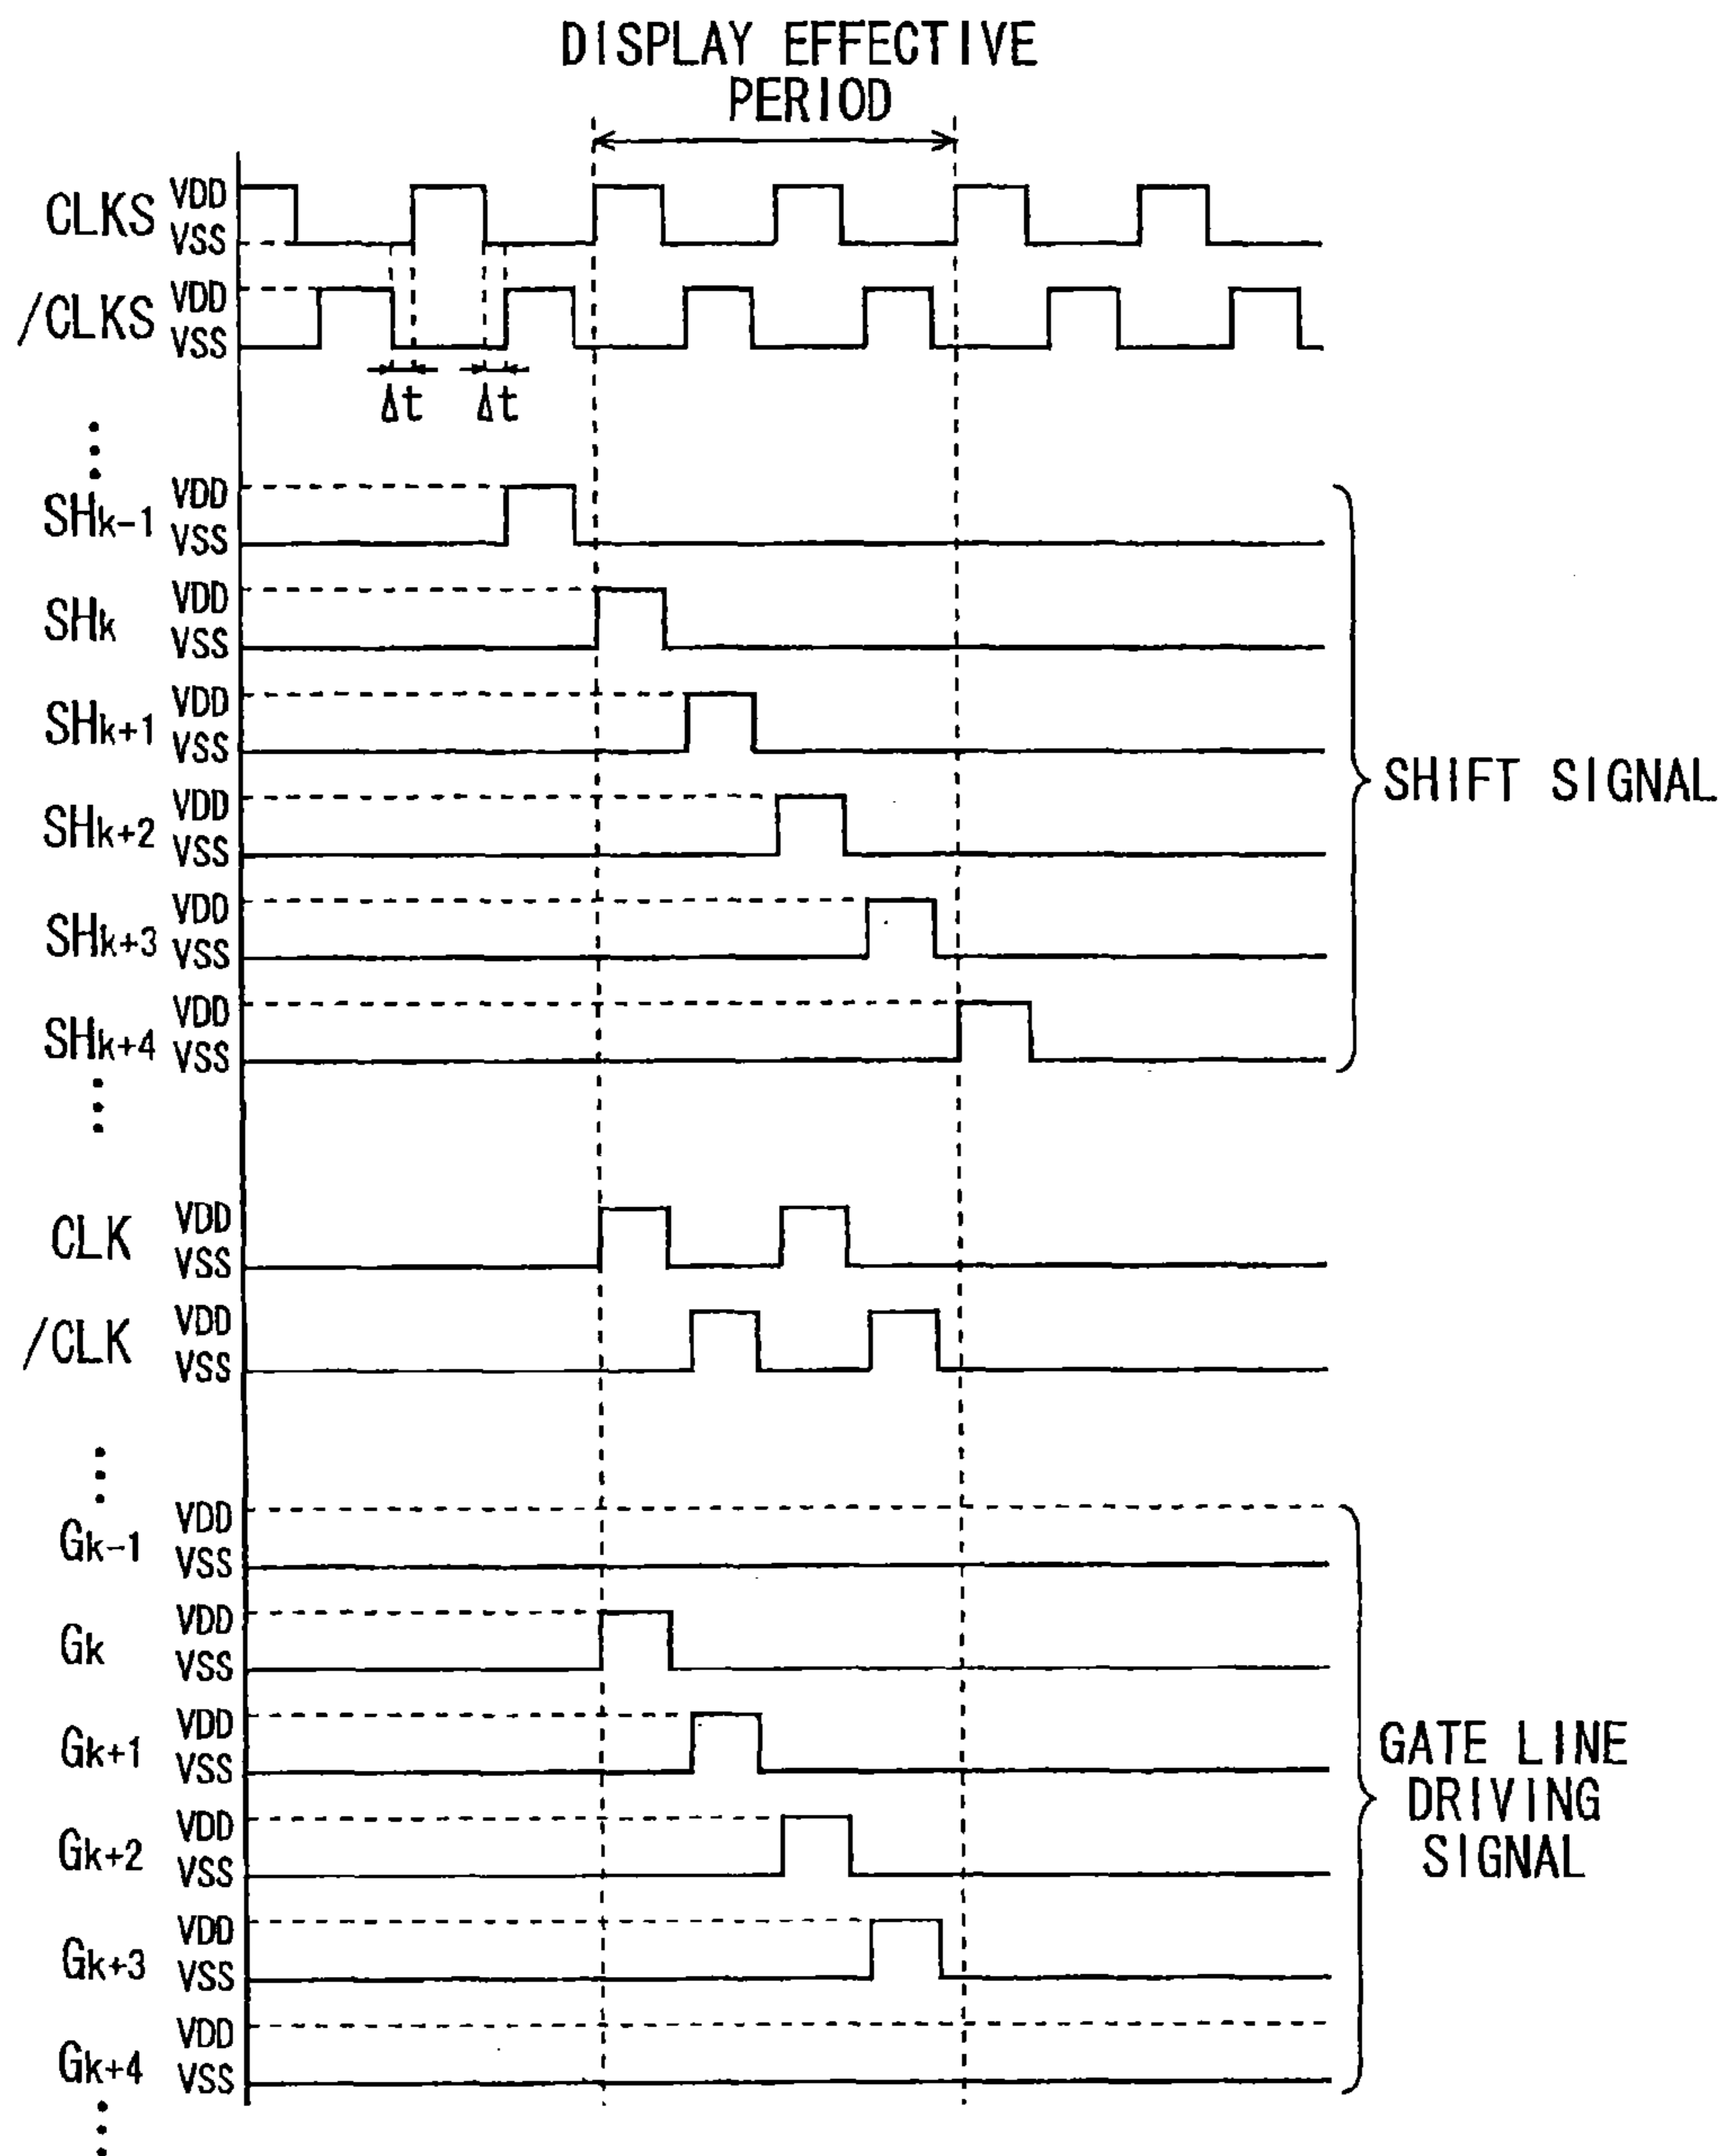 DISPLAY EFFECTIVE
PERIOD
CLKS VDD
VSS
/CLKS VDD
VSS
Δt Δt
SHk-1 VDD
VSS
SHk VDD
VSS
SHk+1 VDD
VSS
SHk+2 VDD
VSS
SHk+3 VDD
VSS
SHk+4 VDD
VSS
SHIFT SIGNAL
CLK VDD
VSS
/CLK VDD
VSS
Gk-1 VDD
VSS
Gk VDD
VSS
Gk+1 VDD
VSS
Gk+2 VDD
VSS
Gk+3 VDD
VSS
Gk+4 VDD
VSS
GATE LINE
DRIVING
SIGNAL